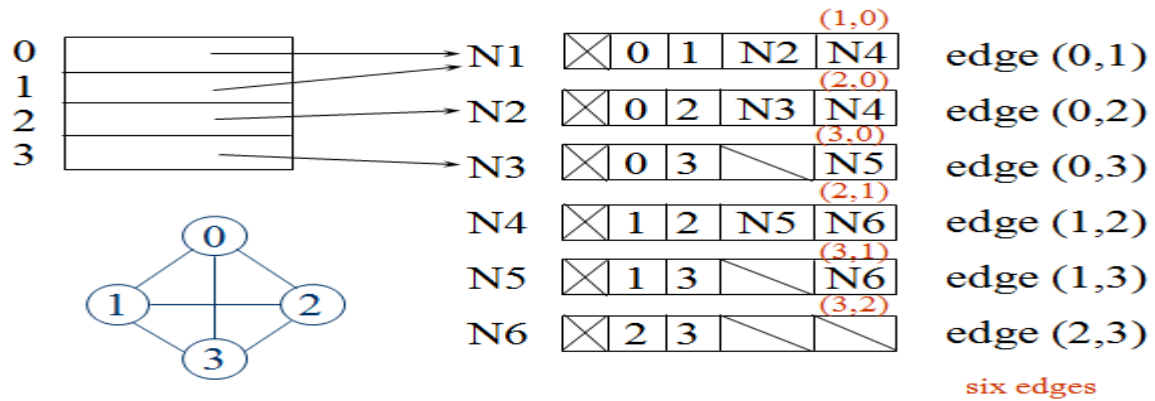 (1,0)
0 N1 0 1 N2 N4 edge (0,1)
1
(2,0)
2 N2 0 2 N3 N4 edge (0,2)
(3,0)
3 N3 0 3 N5 edge (0,3)
(2,1)
N4 1 2 N5 N6 edge (1,2)
0
(3,1)
N5 1 3 N6 edge (1,3)
1 2
(3,2)
N6 2 3 edge (2,3)
3
six edges